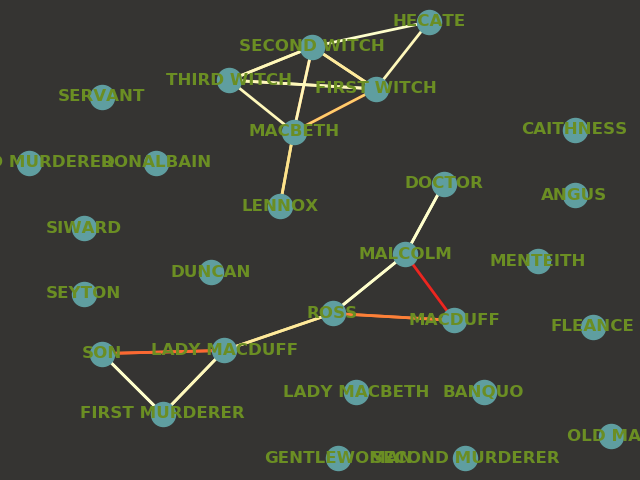 HECATE
SECOND WITCH
THIRD WITCH
FIRST WITCH
SERVANT
MACBETH
CAITHNESS
D MURDERER
DONALBAIN
DOCTOR
ANGUS
LENNOX
SIWARD
MALCOLM
MENTEITH
DUNCAN
SEYTON
ROSS
MACDUFF
FLEANCE
SON
LADY MACDUFF
LADY MACBETH
BANQUO
FIRST MURDERER
OLD MA
GENTLEWOMAN
SECOND MURDERER